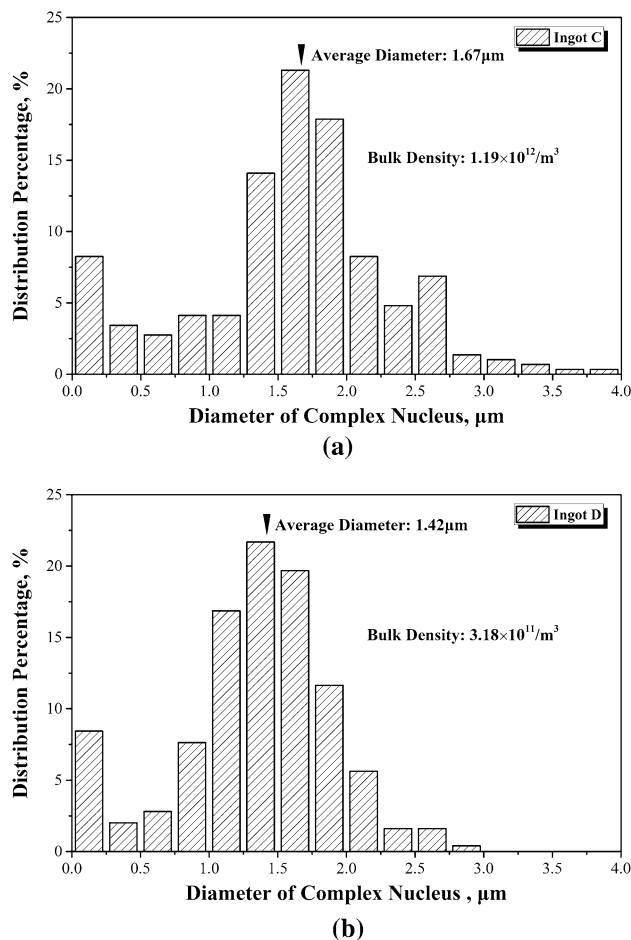 25
20
15
10
5
0
Distribution Percentage, %
Average Diameter: 1.67μm
Ingot C
Bulk Density: 1.19×10¹²/m³
0.0 0.5 1.0 1.5 2.0 2.5 3.0 3.5 4.0
Diameter of Complex Nucleus, μm
(a)
25
20
15
10
5
0
Distribution Percentage, %
Average Diameter: 1.42μm
Ingot D
Bulk Density: 3.18×10¹¹/m³
0.0 0.5 1.0 1.5 2.0 2.5 3.0 3.5 4.0
Diameter of Complex Nucleus , μm
(b)